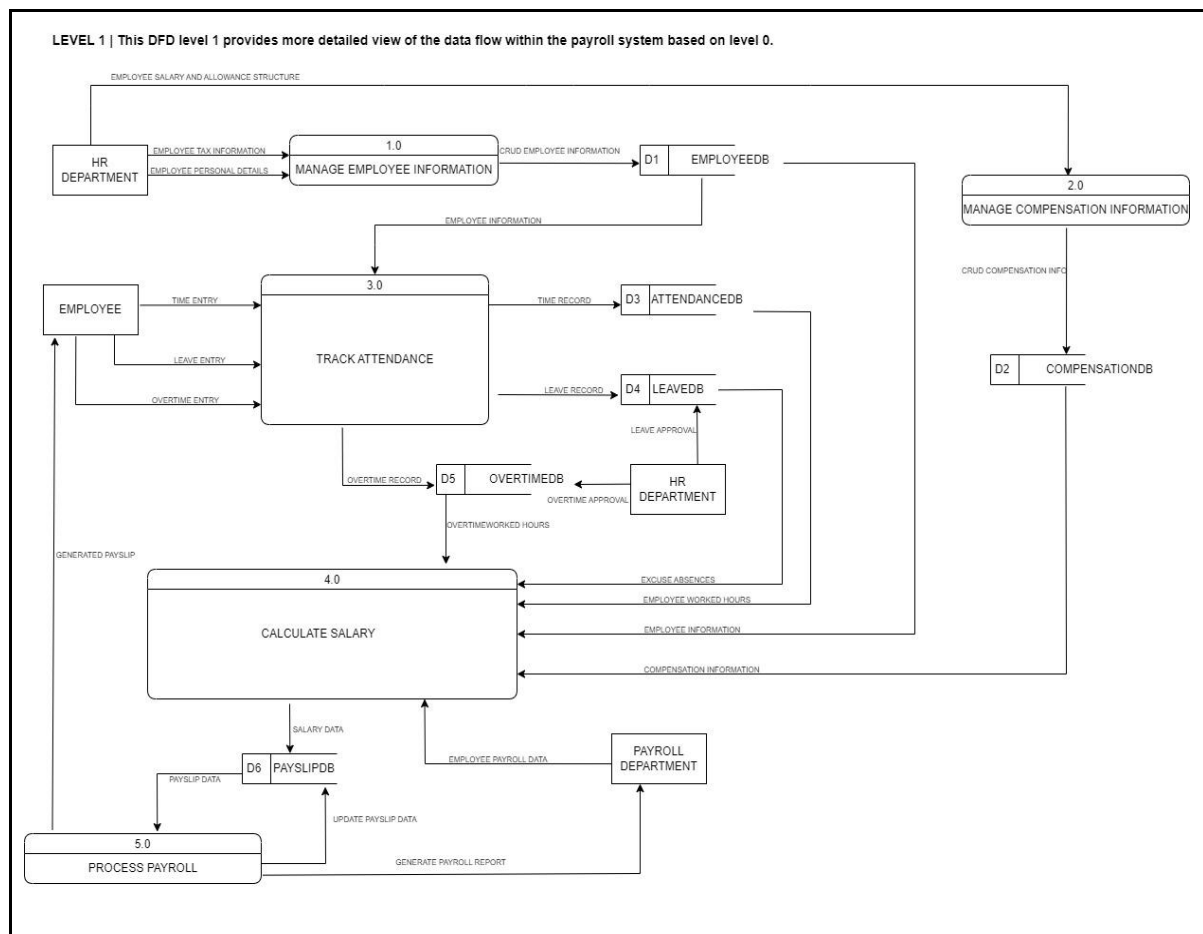 LEVEL 1 | This DFD level 1 provides more detailed view of the data flow within the payroll system based on level 0.
EMPLOYEE SALARY AND ALLOWANCE STRUCTURE
HR
DEPARTMENT
EMPLOYEE TAX INFORMATION
EMPLOYEE PERSONAL DETAILS
1.0
MANAGE EMPLOYEE INFORMATION
CRUD EMPLOYEE INFORMATION
D1
EMPLOYEEDB
2.0
MANAGE COMPENSATION INFORMATION
EMPLOYEE INFORMATION
CRUD COMPENSATION INFO
EMPLOYEE
TIME ENTRY
LEAVE ENTRY
OVERTIME ENTRY
3.0
TRACK ATTENDANCE
TIME RECORD
D3
ATTENDANCEDB
D2
COMPENSATIONDB
LEAVE RECORD
D4
LEAVEDB
LEAVE APPROVAL
OVERTIME RECORD
D5
OVERTIMEDB
OVERTIME APPROVAL
HR
DEPARTMENT
OVERTIMEWORKED HOURS
GENERATED PAYSLIP
4.0
CALCULATE SALARY
EXCUSE ABSENCES
EMPLOYEE WORKED HOURS
EMPLOYEE INFORMATION
COMPENSATION INFORMATION
SALARY DATA
D6
PAYSLIPDB
PAYSLIP DATA
EMPLOYEE PAYROLL DATA
PAYROLL
DEPARTMENT
UPDATE PAYSLIP DATA
5.0
PROCESS PAYROLL
GENERATE PAYROLL REPORT